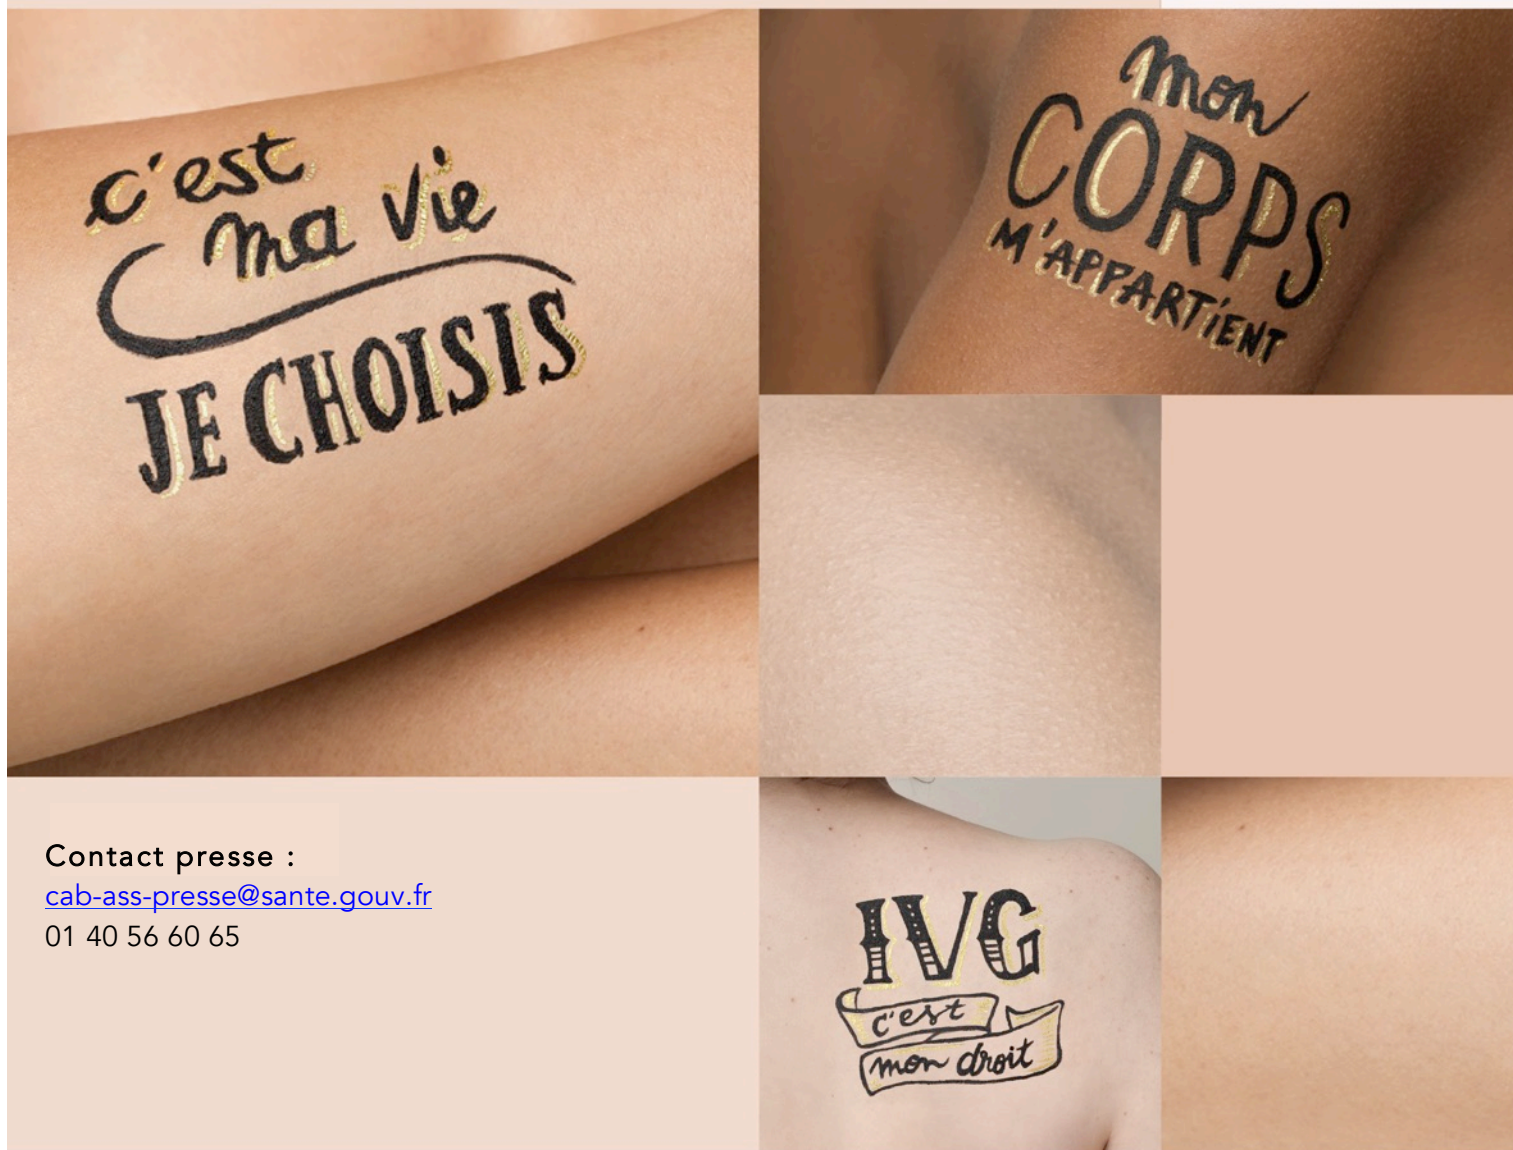 c'est
ma vie
JE CHOISIS
mon
CORPS
M'APPARTiENT
Contact presse :
cab-ass-presse@sante.gouv.fr
01 40 56 60 65
IVG
c'est
mon droit